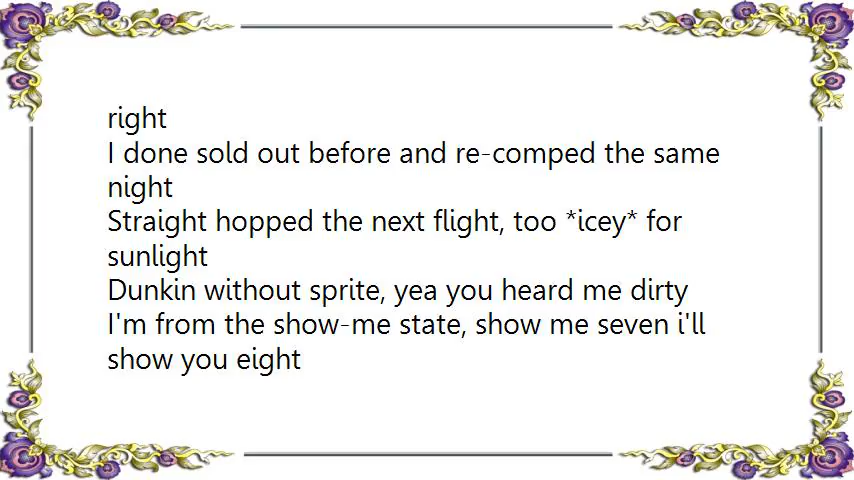 right
I done sold out before and re-comped the same
night
Straight hopped the next flight, too *icey* for
sunlight
Dunkin without sprite, yea you heard me dirty
I'm from the show-me state, show me seven i'll
show you eight